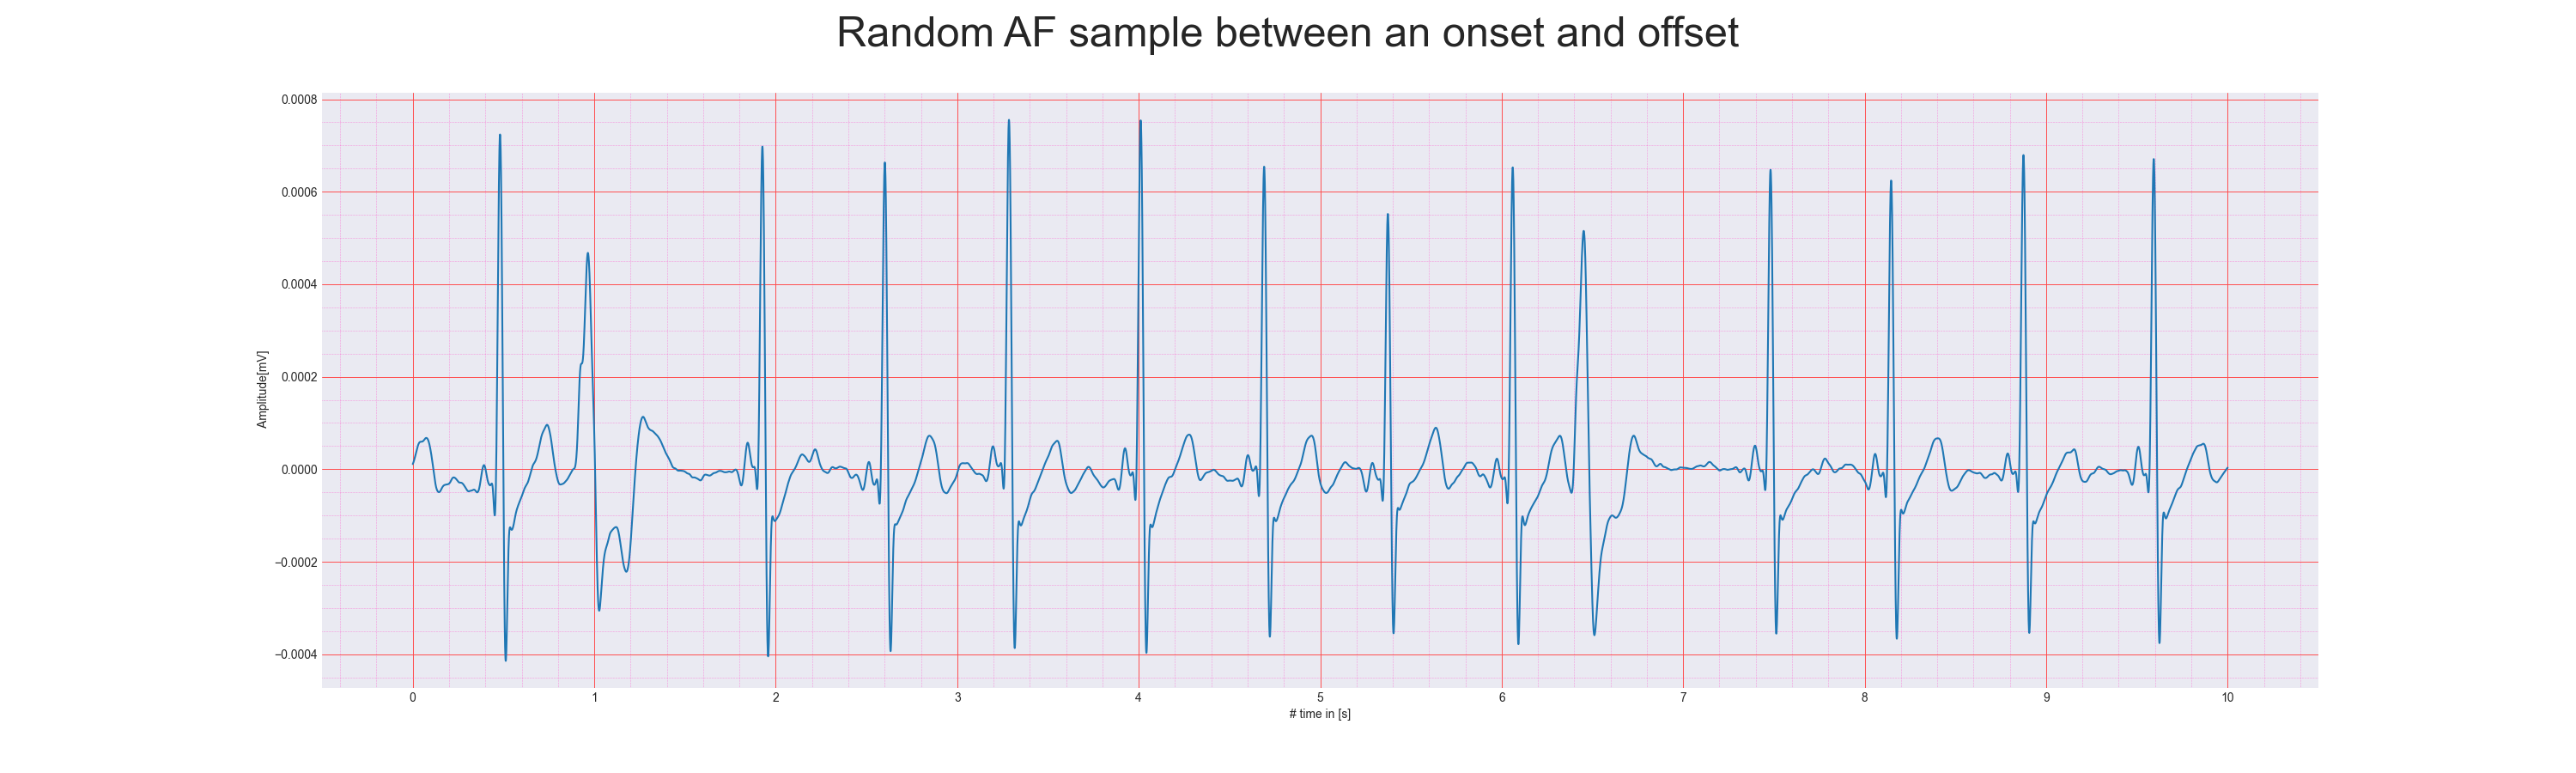 Random AF sample between an onset and offset
0.0008
0.0006
0.0004
0.0002
0.0000
−0.0002
−0.0004
Amplitude[mV]
0 1 2 3 4 5 6 7 8 9 10
# time in [s]